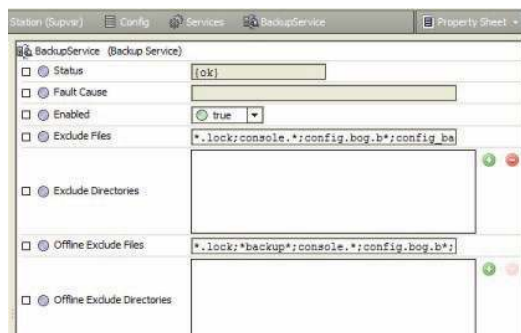 Station (Supvsr) Config Services BackupService Property Sheet
BackupService (Backup Service)
Status {ok}
Fault Cause
Enabled true
Exclude Files *.lock;console.*;config.bog.b*;config_ba
Exclude Directories
Offline Exclude Files *.lock;*backup*;console.*;config.bog.b*;
Offline Exclude Directories